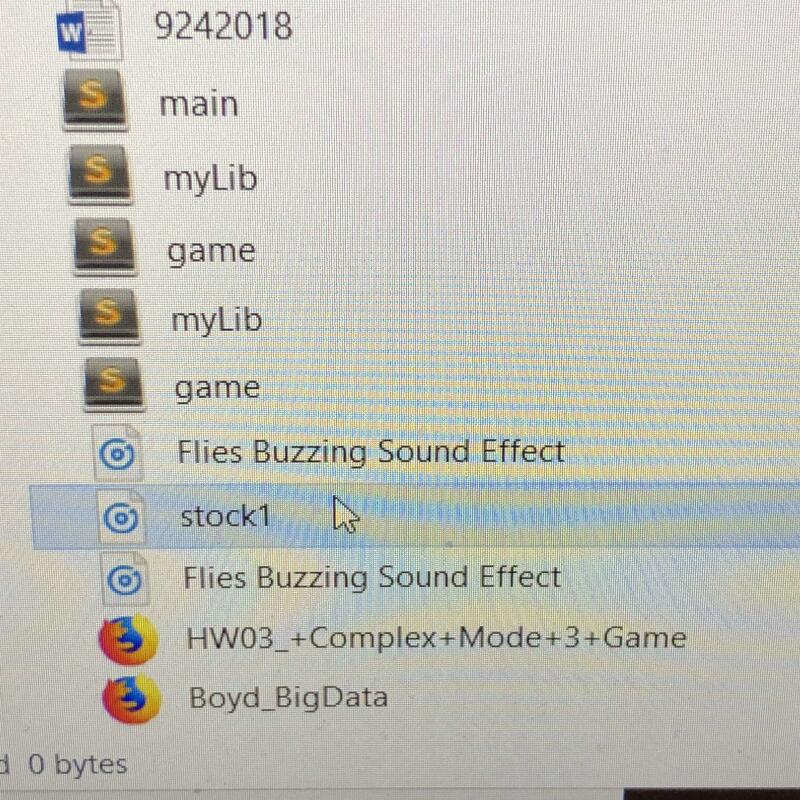 9242018
main
myLib
game
myLib
game
Flies Buzzing Sound Effect
stock1
Flies Buzzing Sound Effect
HW03_+Complex+Mode+3+Game
Boyd_BigData
0 bytes